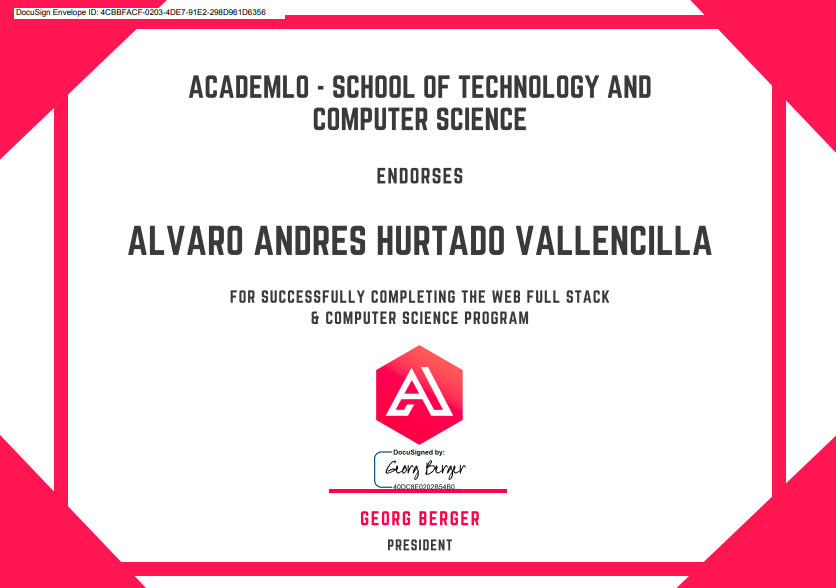 DocuSign Envelope ID: 4CBBFACF-0203-4DE7-91E2-298D961D6356
ACADEMLO - SCHOOL OF TECHNOLOGY AND
COMPUTER SCIENCE
ENDORSES
ALVARO ANDRES HURTADO VALLENCILLA
FOR SUCCESSFULLY COMPLETING THE WEB FULL STACK
& COMPUTER SCIENCE PROGRAM
DocuSigned by:
Georg Berger
40DC8E0202B54B0...
GEORG BERGER
PRESIDENT